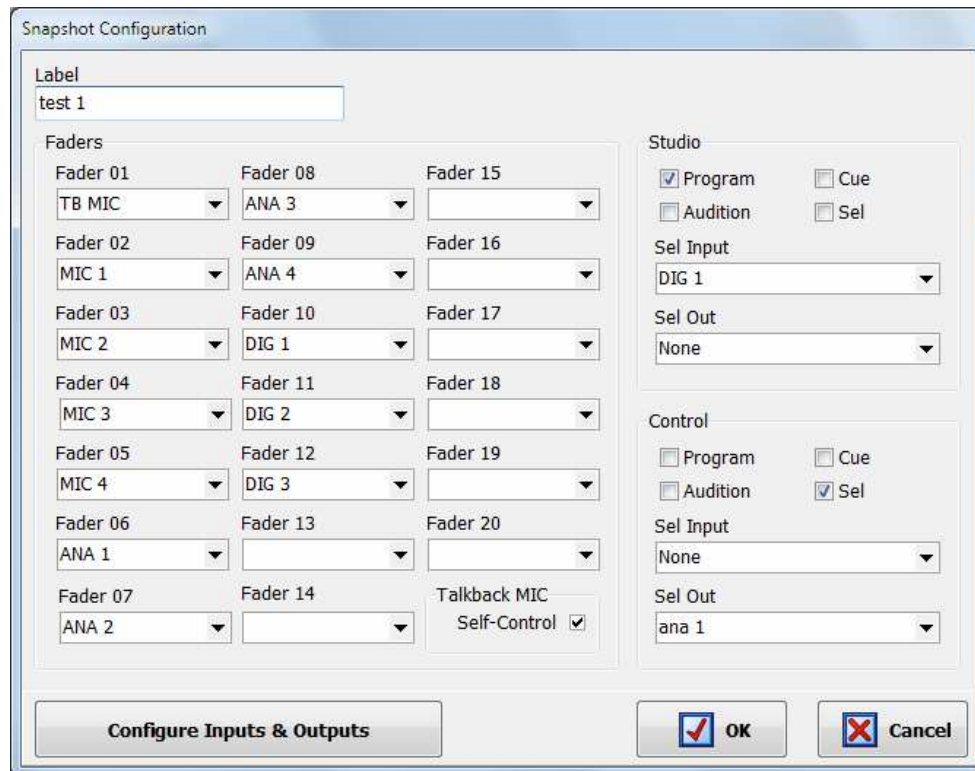 Snapshot Configuration
Label
test 1
Faders
Fader 01
TB MIC
Fader 02
MIC 1
Fader 03
MIC 2
Fader 04
MIC 3
Fader 05
MIC 4
Fader 06
ANA 1
Fader 07
ANA 2
Fader 08
ANA 3
Fader 09
ANA 4
Fader 10
DIG 1
Fader 11
DIG 2
Fader 12
DIG 3
Fader 13
Fader 14
Fader 15
Fader 16
Fader 17
Fader 18
Fader 19
Fader 20
Talkback MIC
Self-Control
Studio
Program
Cue
Audition
Sel
Sel Input
DIG 1
Sel Out
None
Control
Program
Cue
Audition
Sel
Sel Input
None
Sel Out
ana 1
Configure Inputs & Outputs
OK
Cancel